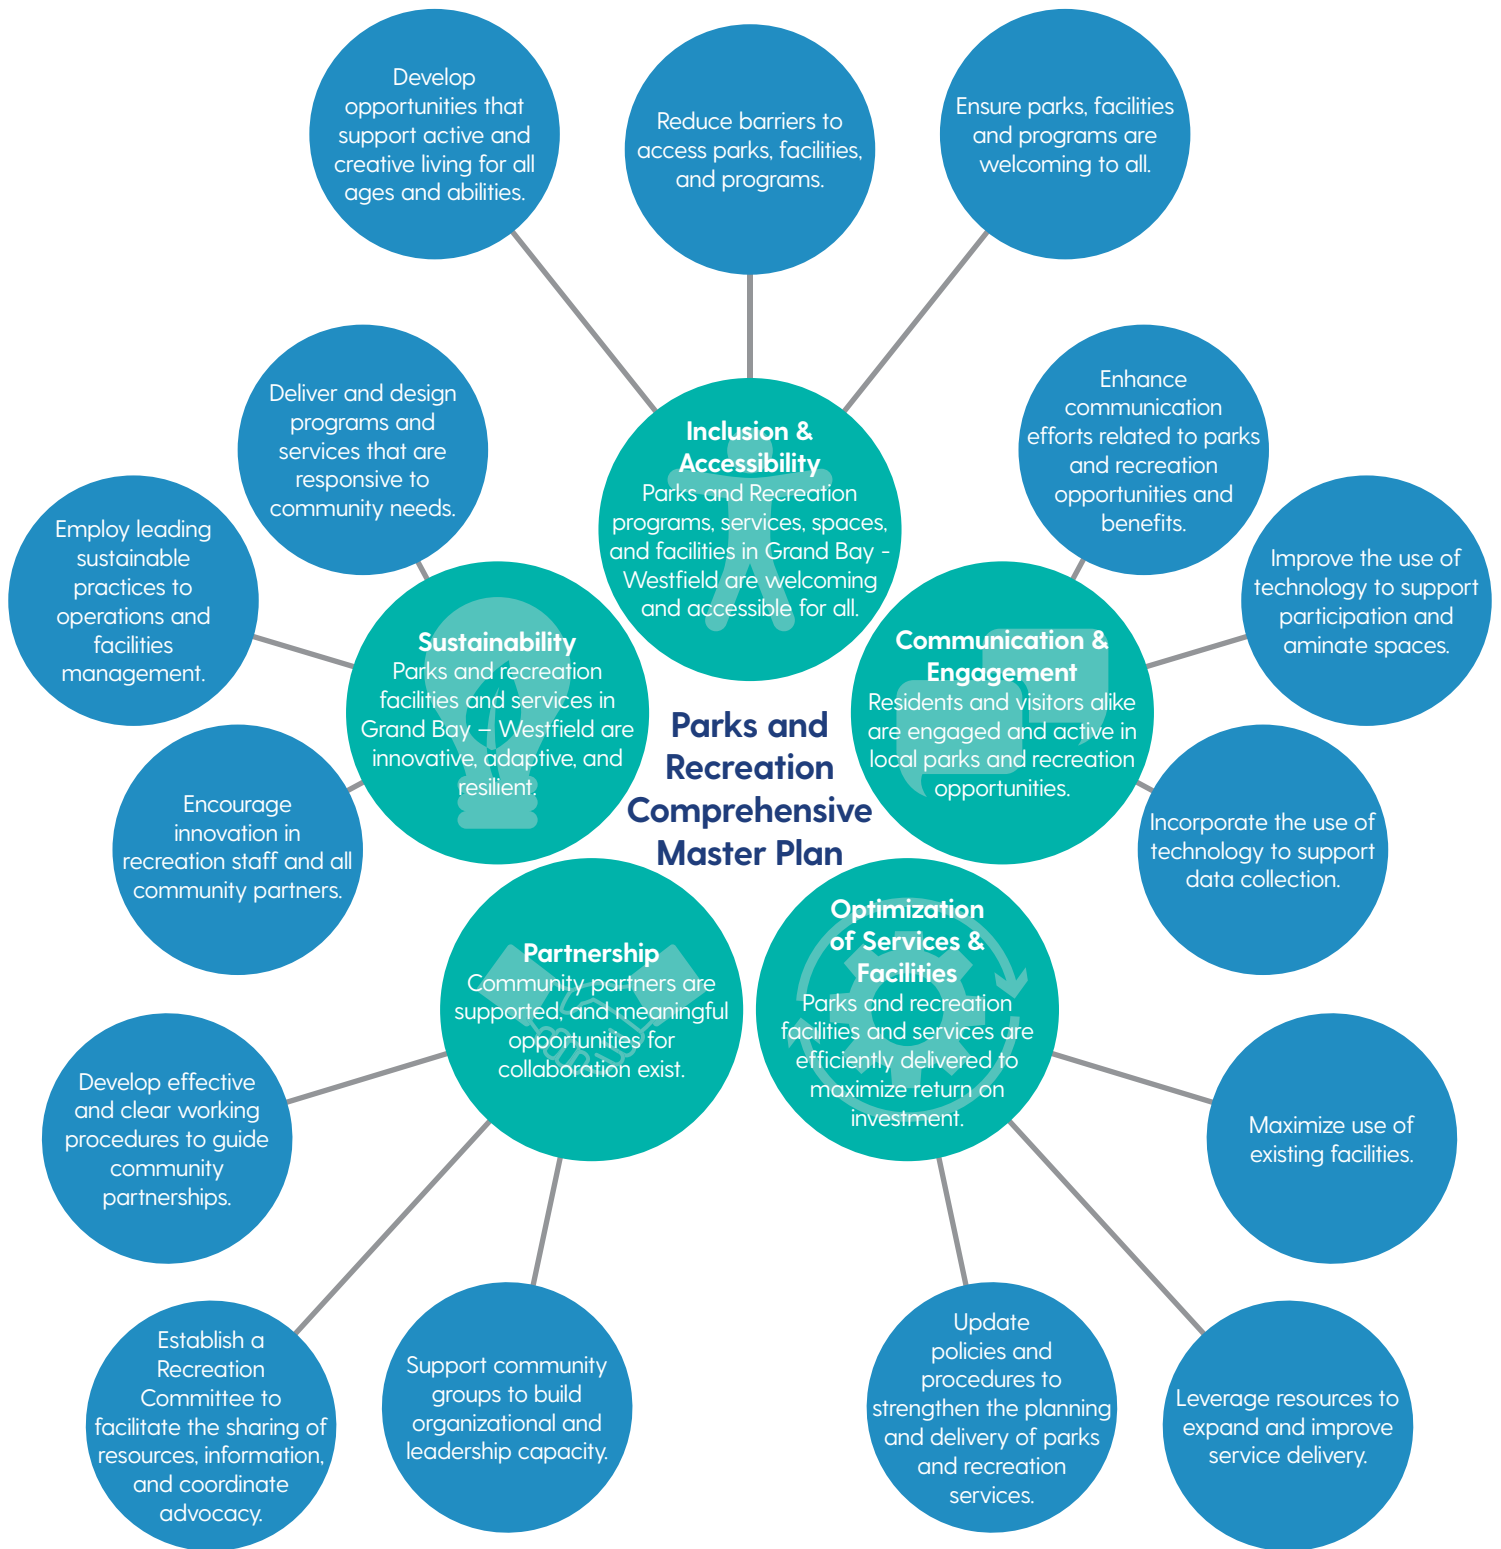 Develop
opportunities that
support active and
creative living for all
ages and abilities.
Reduce barriers to
access parks, facilities,
and programs.
Ensure parks, facilities
and programs are
welcoming to all.
Deliver and design
programs and
services that are
responsive to
community needs.
Inclusion &
Accessibility
Parks and Recreation
programs, services, spaces,
and facilities in Grand Bay -
Westfield are welcoming
and accessible for all.
Enhance
communication
efforts related to parks
and recreation
opportunities and
benefits.
Employ leading
sustainable
practices to
operations and
facilities
management.
Sustainability
Parks and recreation
facilities and services in
Grand Bay – Westfield are
innovative, adaptive, and
resilient.
Communication &
Engagement
Residents and visitors alike
are engaged and active in
local parks and recreation
opportunities.
Improve the use of
technology to support
participation and
aminate spaces.
Parks and
Recreation
Comprehensive
Master Plan
Encourage
innovation in
recreation staff and all
community partners.
Incorporate the use of
technology to support
data collection.
Partnership
Community partners are
supported, and meaningful
opportunities for
collaboration exist.
Optimization
of Services &
Facilities
Parks and recreation
facilities and services are
efficiently delivered to
maximize return on
investment.
Develop effective
and clear working
procedures to guide
community
partnerships.
Maximize use of
existing facilities.
Establish a
Recreation
Committee to
facilitate the sharing of
resources, information,
and coordinate
advocacy.
Support community
groups to build
organizational and
leadership capacity.
Update
policies and
procedures to
strengthen the planning
and delivery of parks
and recreation
services.
Leverage resources to
expand and improve
service delivery.